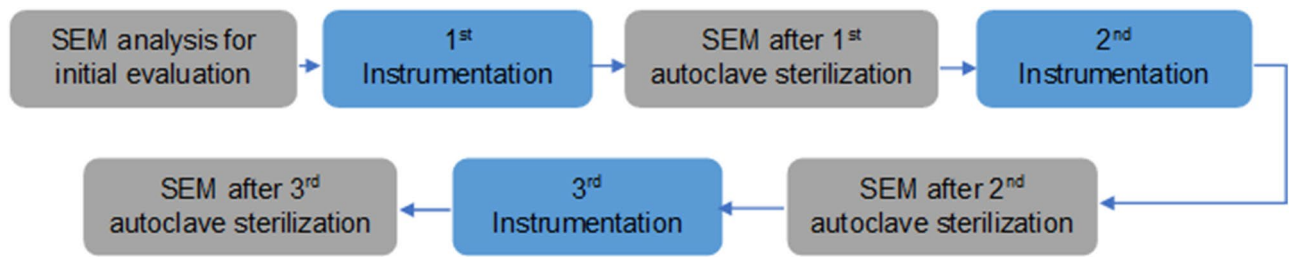 SEM analysis for
initial evaluation
1st
Instrumentation
SEM after 1st
autoclave sterilization
2nd
Instrumentation
SEM after 2nd
autoclave sterilization
3rd
Instrumentation
SEM after 3rd
autoclave sterilization